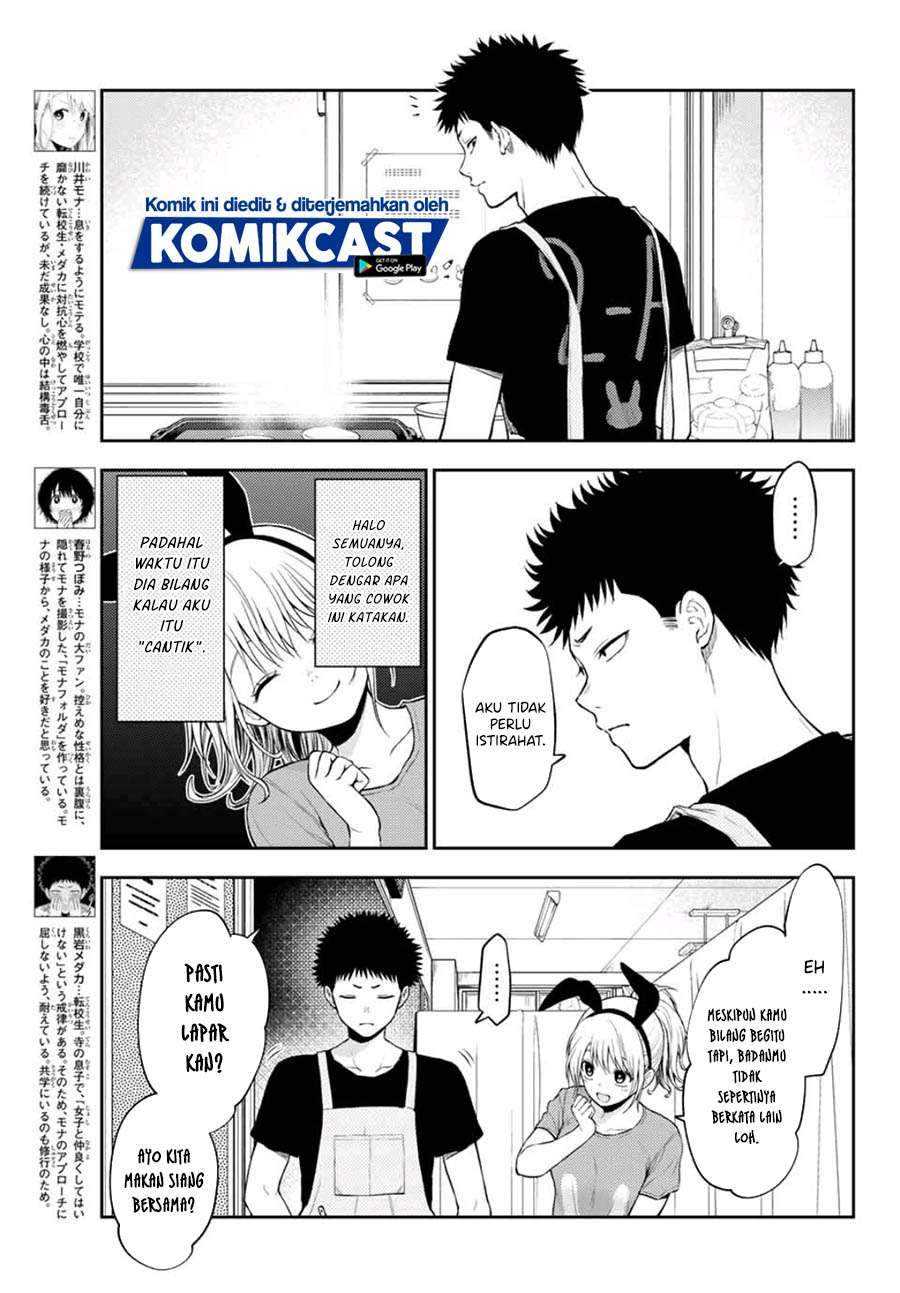 Komik ini diedit & diterjemahkan oleh
KOMIKCAST
GET IT ON
Google Play
2-A
川井モナ…息をするようにモテる。学校で唯一自分に
靡かない転校生・メダカに対抗心を燃やしてアプロー
チを続けているが、未だ成果なし。心の中は結構毒舌。
……
AKU TIDAK
PERLU
ISTIRAHAT.
HALO
SEMUANYA,
TOLONG
DENGAR APA
YANG COWOK
INI KATAKAN.
PADAHAL
WAKTU ITU
DIA BILANG
KALAU AKU
ITU
"CANTIK".
春野つぼみ…モナの大ファン。控えめな性格とは裏腹に、
隠れてモナを撮影した、「モナフォルダ」を作っている。モ
ナの様子から、メダカのことを好きだと思っている。
EH
......
MESKIPUN KAMU
BILANG BEGITU
TAPI, BADANMU
TIDAK
SEPERTINYA
BERKATA LAIN
LOH.
……
PASTI
KAMU
LAPAR
KAN?
AYO KITA
MAKAN SIANG
BERSAMA?
黒岩メダカ…転校生。寺の息子で、「女子と仲良くしてはい
けない」という戒律がある。そのため、モナのアプローチに
屈しないよう、耐えている。共学にいるのも修行のため。